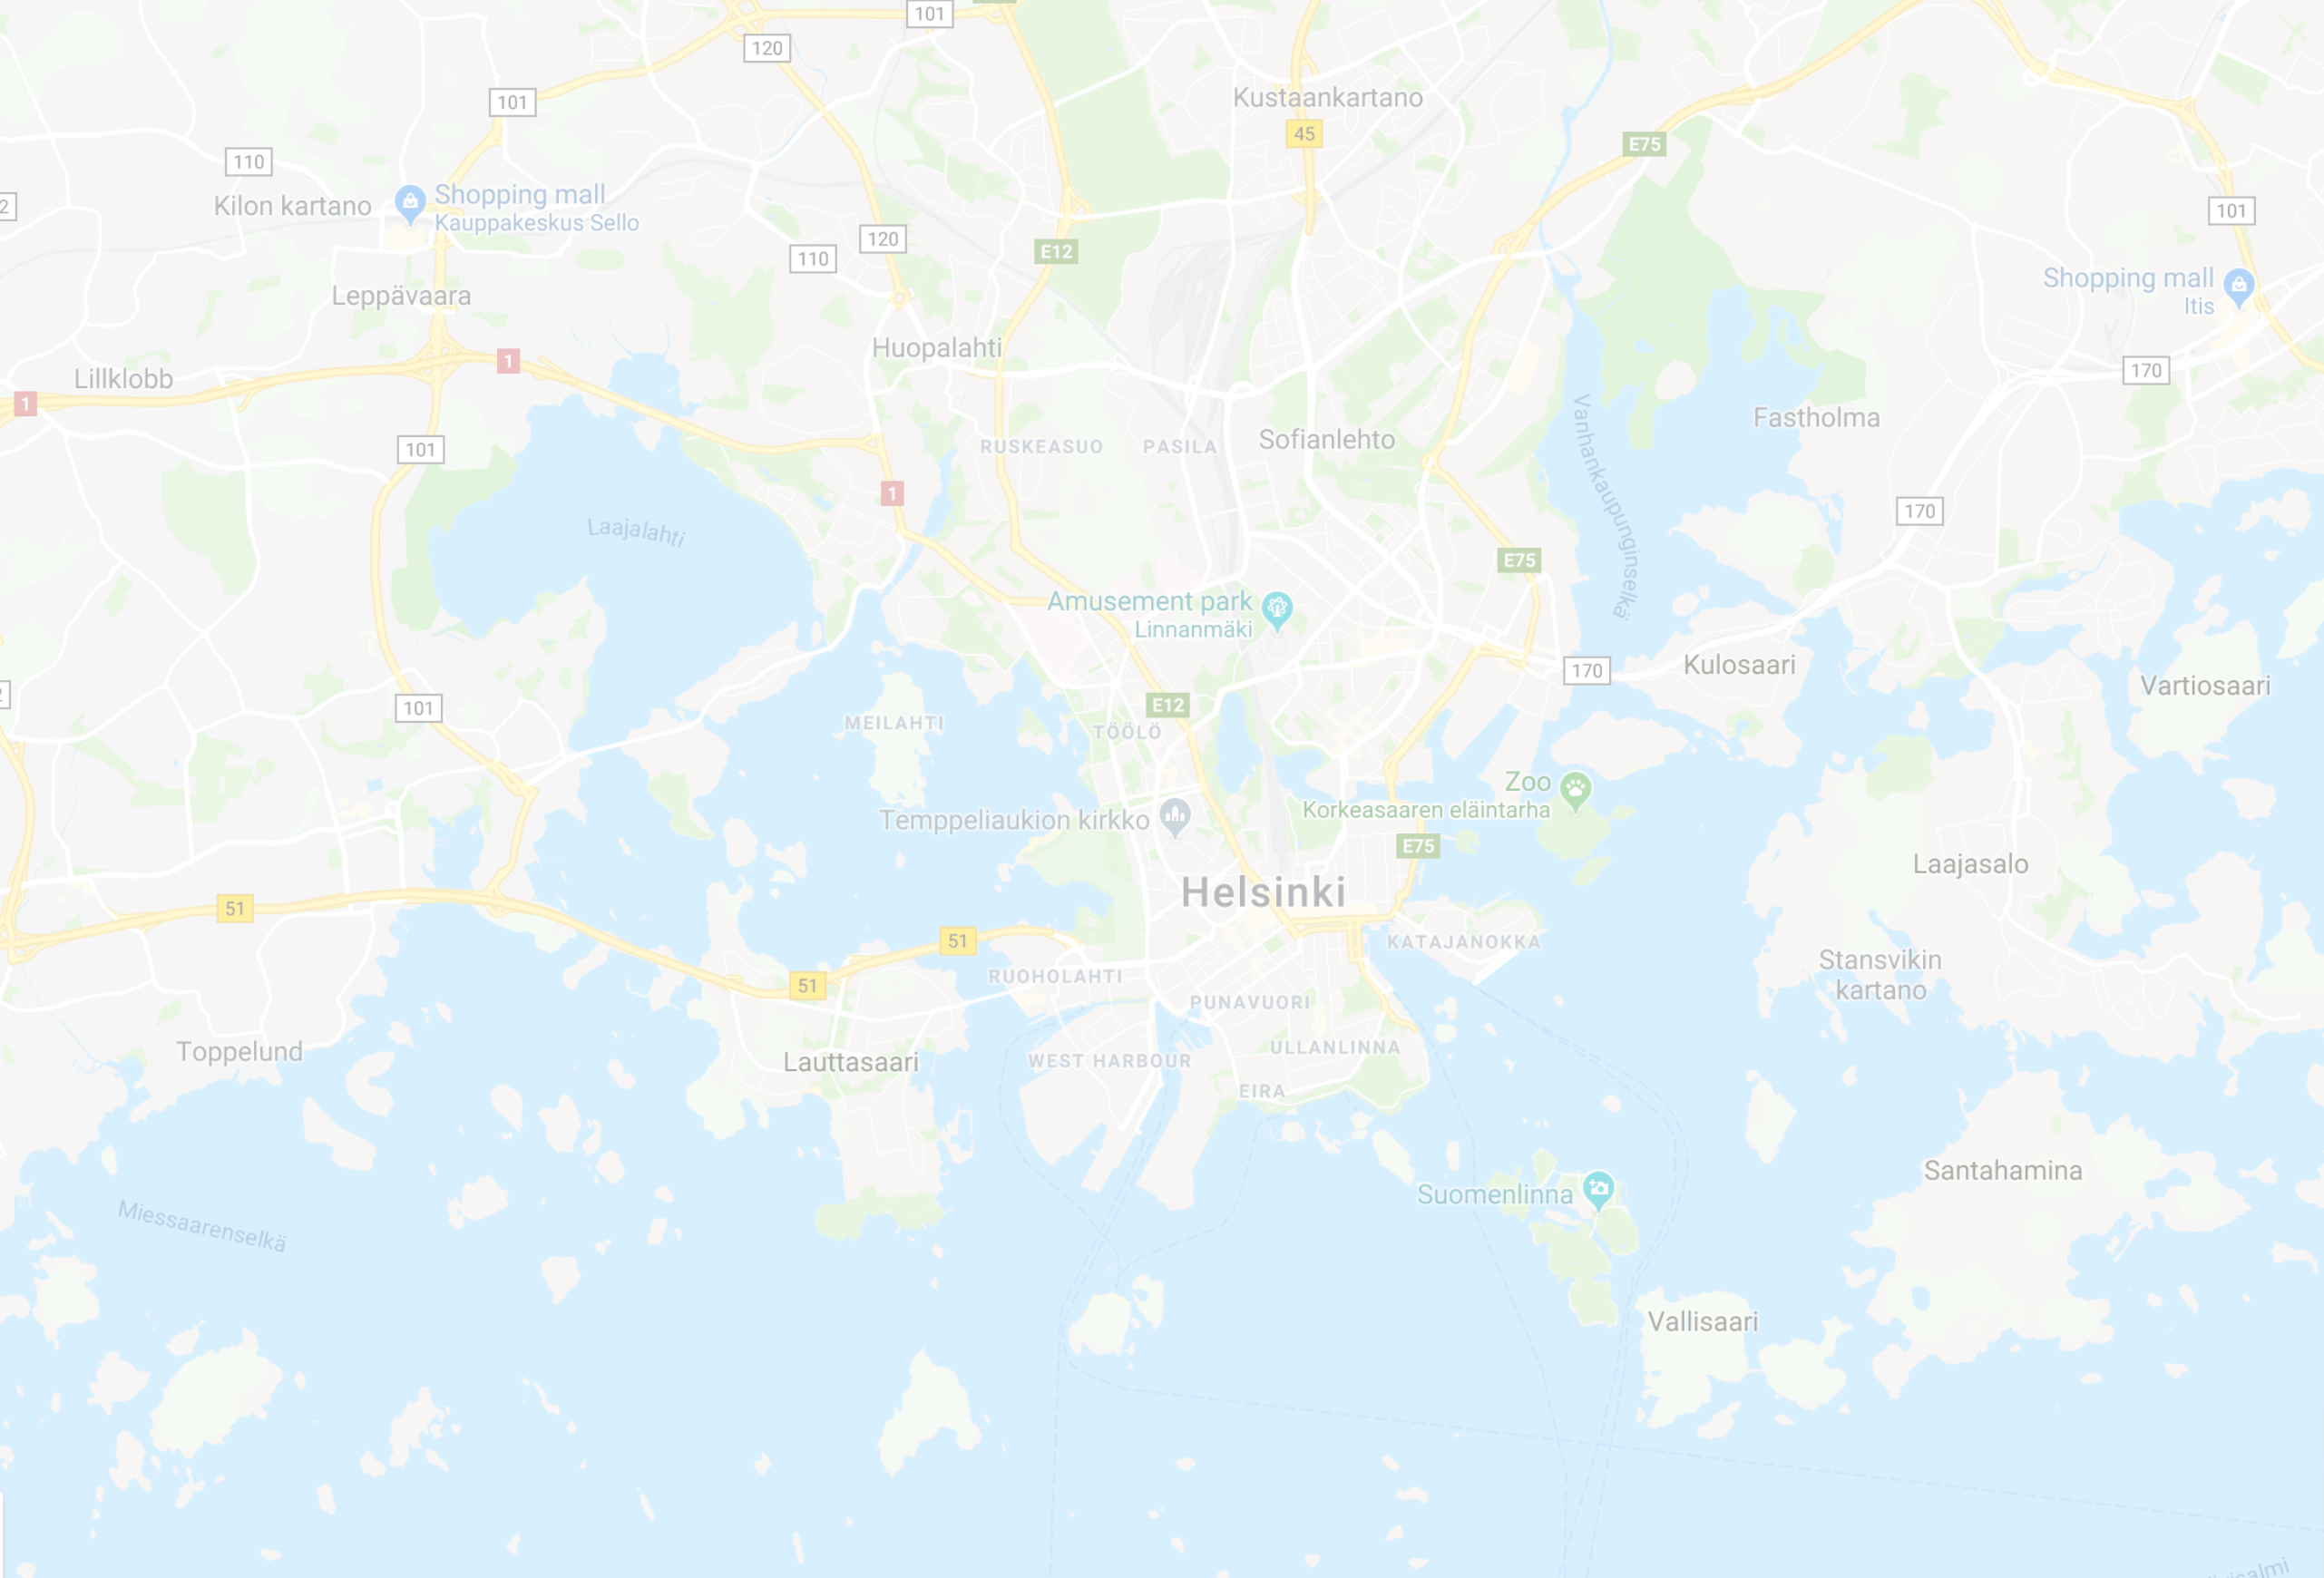 101
120
Kustaankartano
101
45
E75
110
Shopping mall
Kauppakeskus Sello
Kilon kartano
2
101
120
E12
110
Shopping mall
Itis
Leppävaara
Huopalahti
1
170
Lillklobb
1
Fastholma
Sofianlehto
RUSKEASUO
PASILA
101
Vanhankaupunginselkä
1
170
Laajalahti
E75
Amusement park
Linnanmäki
Kulosaari
170
Vartiosaari
E12
101
MEILAHTI
TÖÖLÖ
Zoo
Korkeasaaren eläintarha
Temppeliaukion kirkko
E75
Laajasalo
Helsinki
51
51
KATAJANOKKA
Stansvikin
kartano
RUOHOLAHTI
51
PUNAVUORI
Toppelund
ULLANLINNA
Lauttasaari
WEST HARBOUR
EIRA
Santahamina
Suomenlinna
Miessaarenselkä
Vallisaari